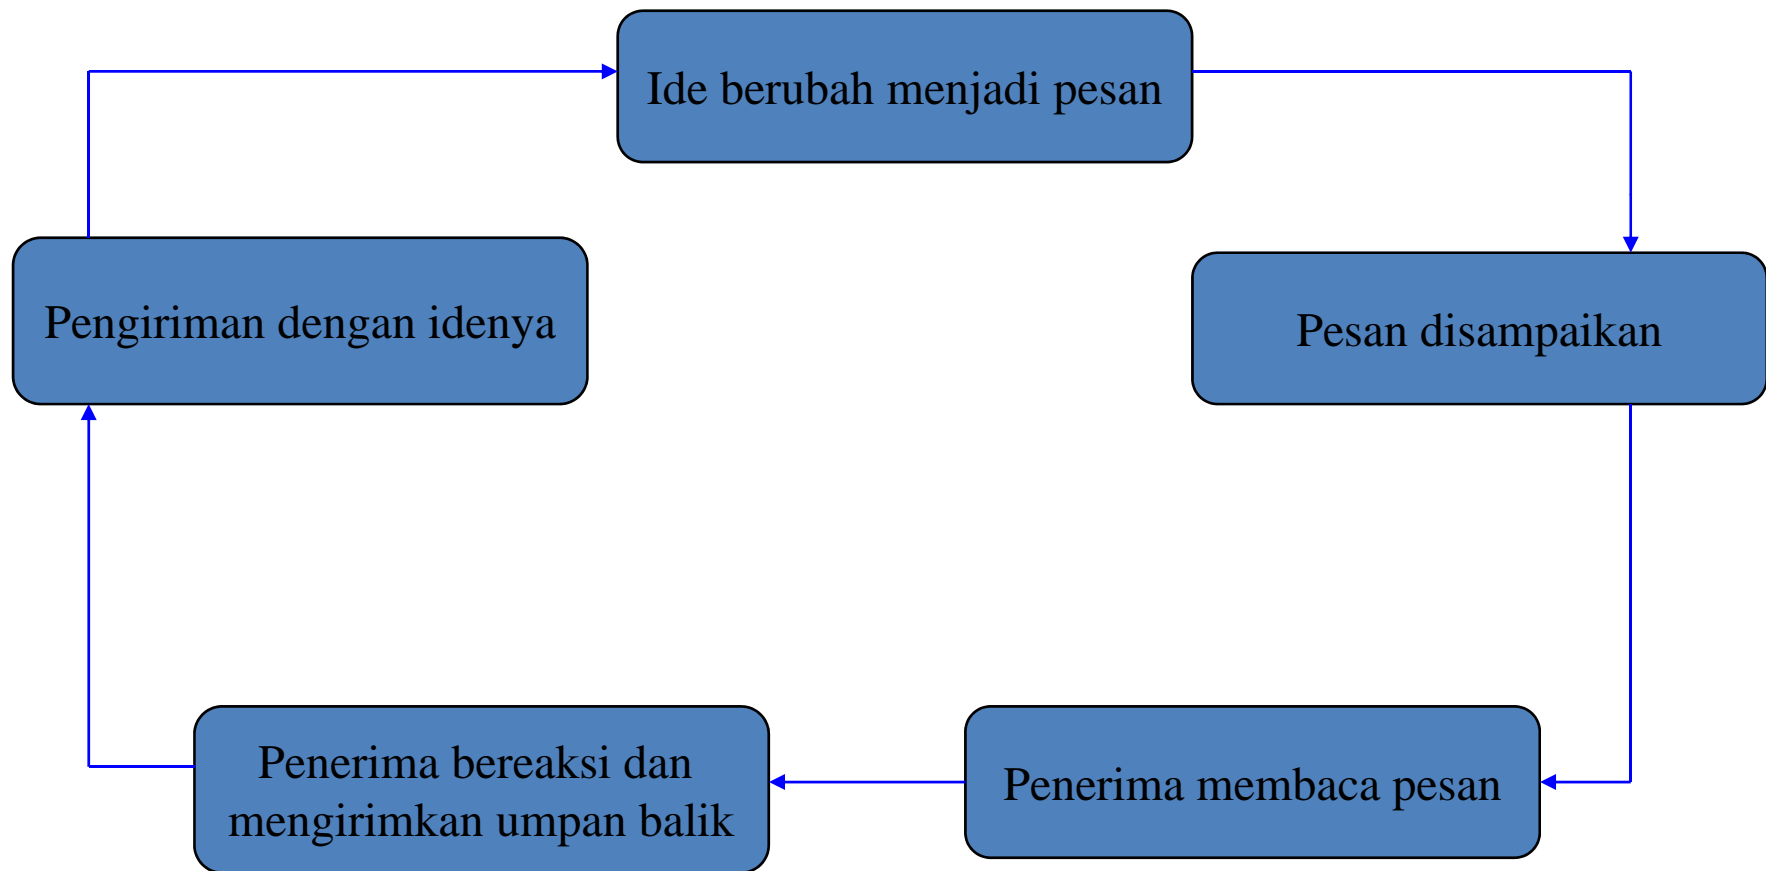 Ide berubah menjadi pesan
Pengiriman dengan idenya
Pesan disampaikan
Penerima bereaksi dan
mengirimkan umpan balik
Penerima membaca pesan